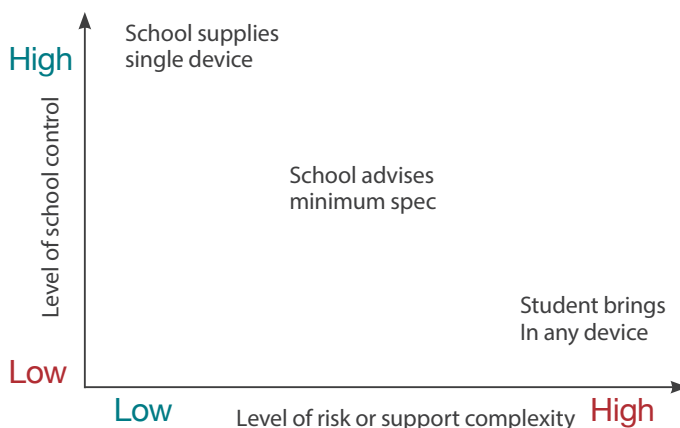 School supplies
single device
High
Level of school control
School advises
minimum spec
Student brings
In any device
Low
Low
Level of risk or support complexity
High